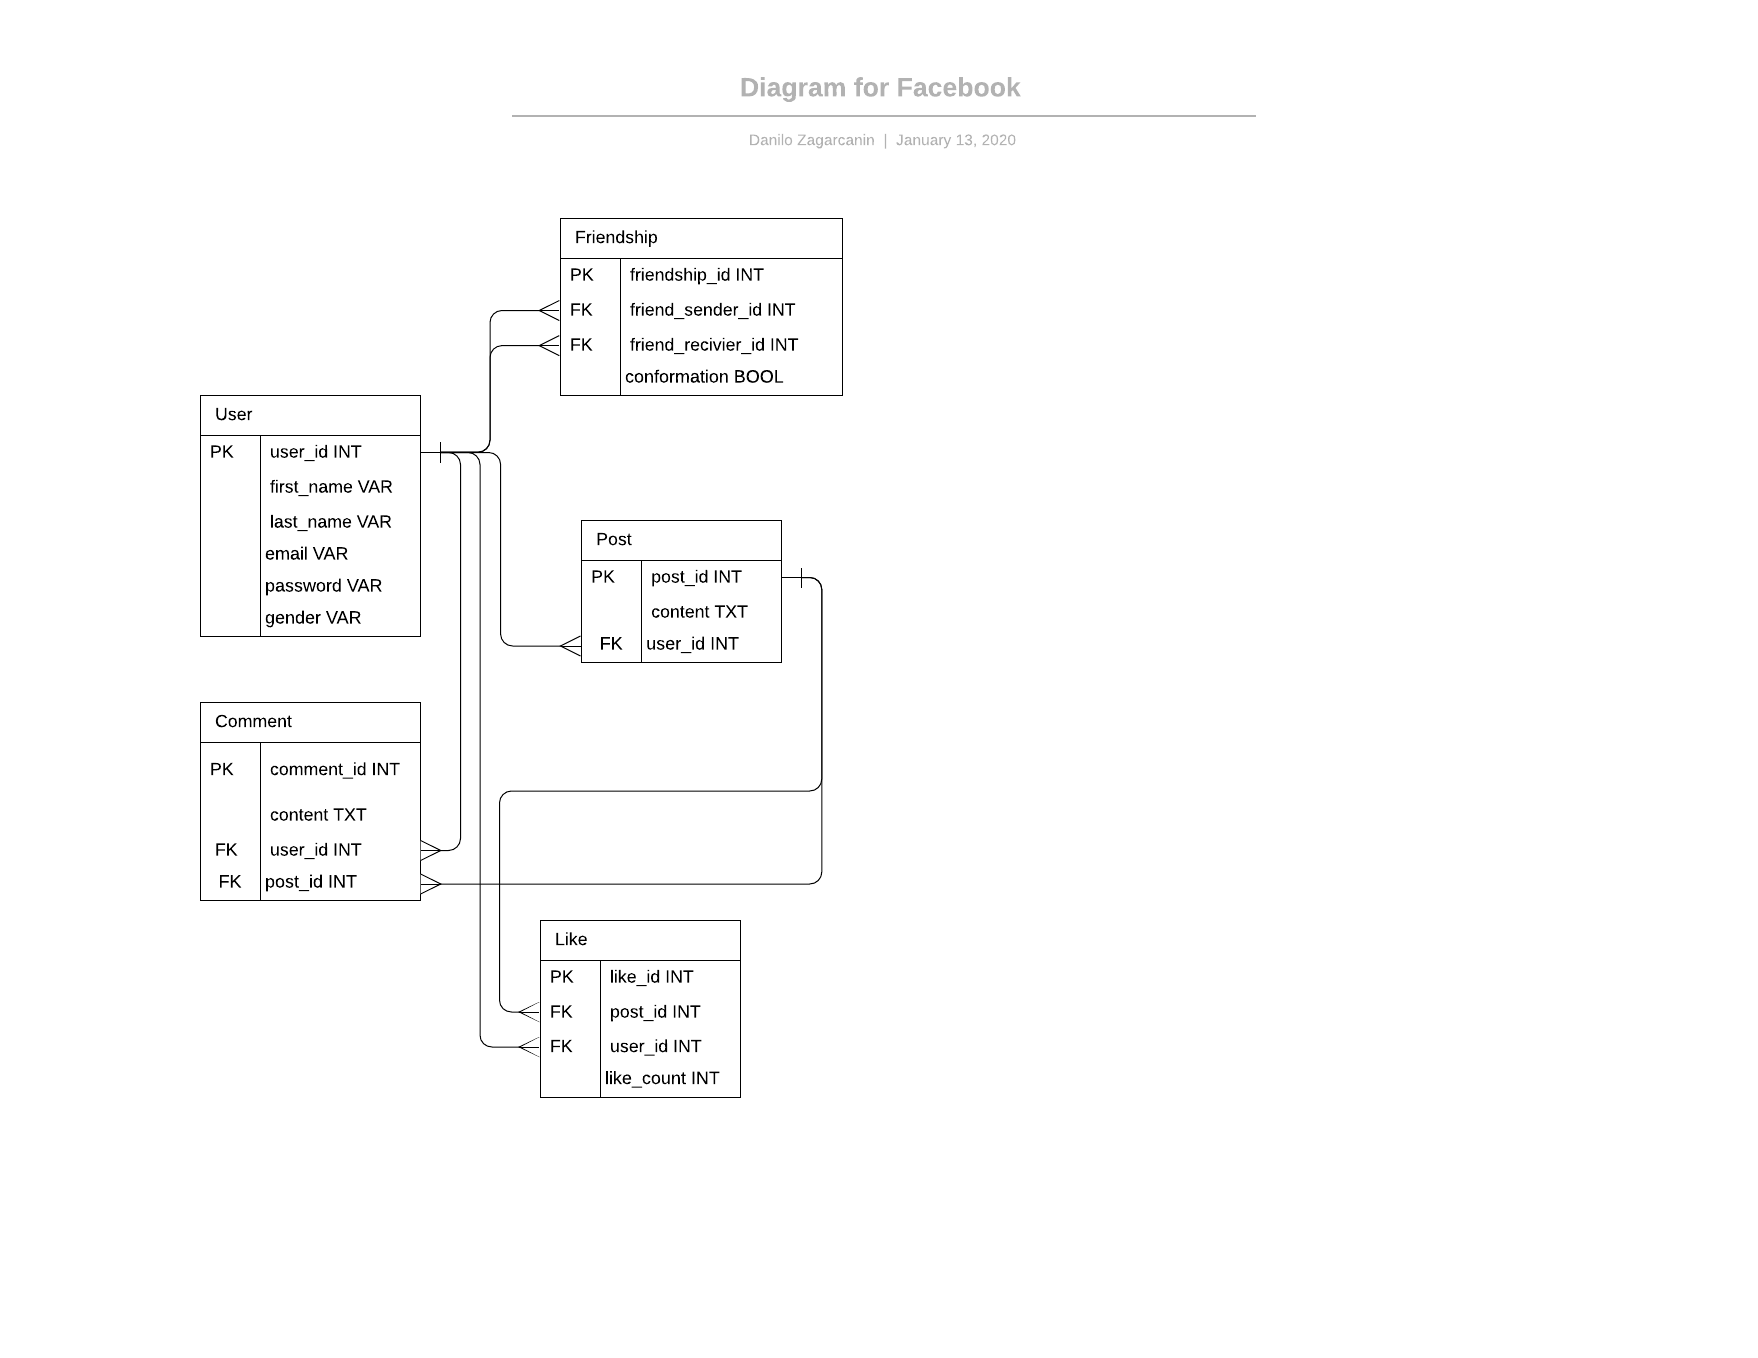 Diagram for Facebook
Danilo Zagarcanin | January 13, 2020
Friendship
PK friendship_id INT
FK friend_sender_id INT
FK friend_recivier_id INT
conformation BOOL
User
PK user_id INT
first_name VAR
last_name VAR
email VAR
password VAR
gender VAR
Post
PK post_id INT
content TXT
FK user_id INT
Comment
PK comment_id INT
content TXT
FK user_id INT
FK post_id INT
Like
PK like_id INT
FK post_id INT
FK user_id INT
like_count INT